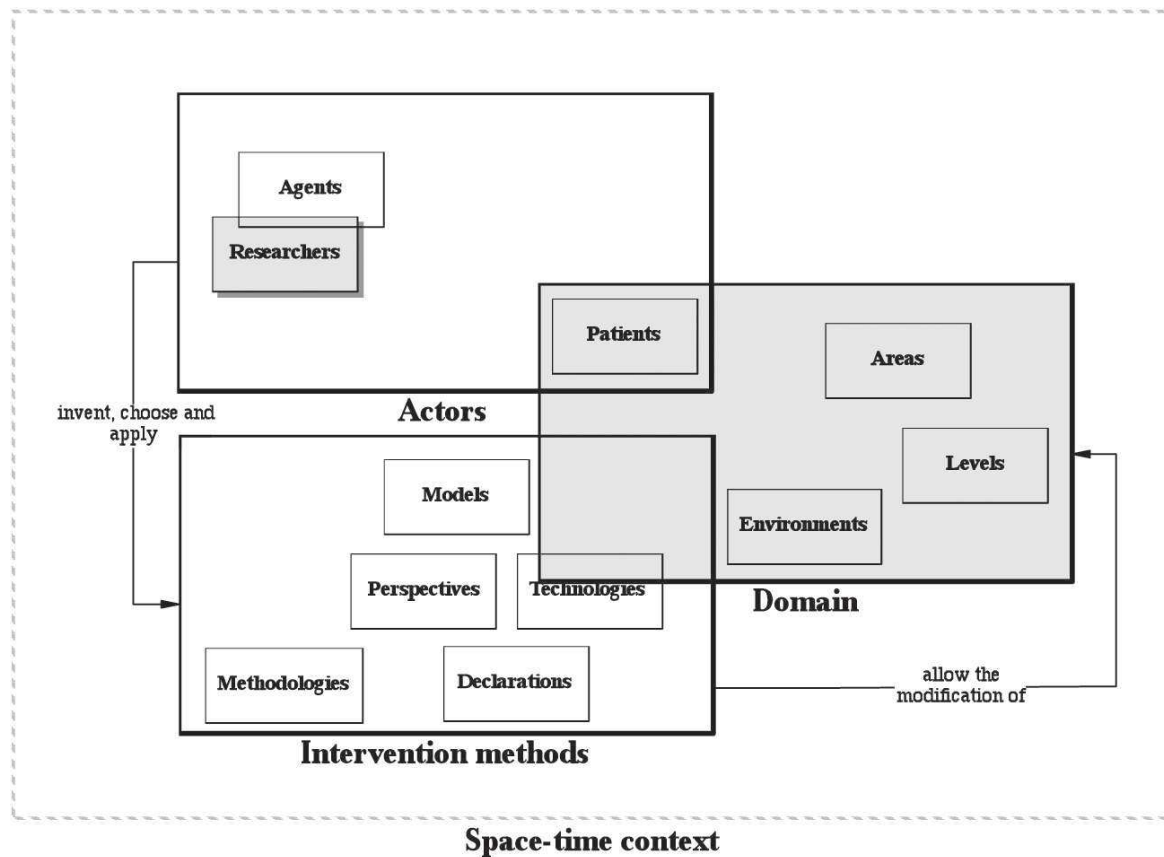 Agents
Researchers
Patients
Areas
Actors
invent, choose and
apply
Levels
Models
Environments
Perspectives
Technologies
Domain
Methodologies
Declarations
allow the
modification of
Intervention methods
Space-time context